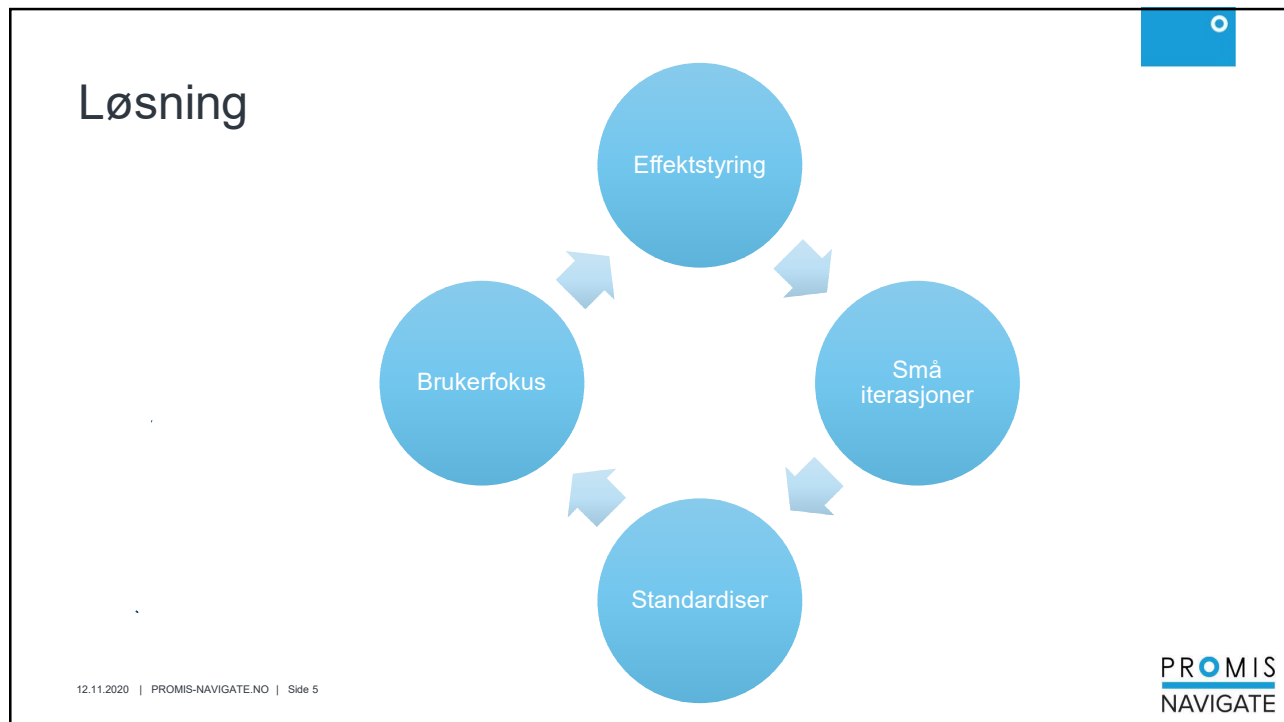 Løsning
Effektstyring
Brukerfokus
Små
iterasjoner
Standardiser
12.11.2020 | PROMIS-NAVIGATE.NO | Side 5
PROMIS
NAVIGATE